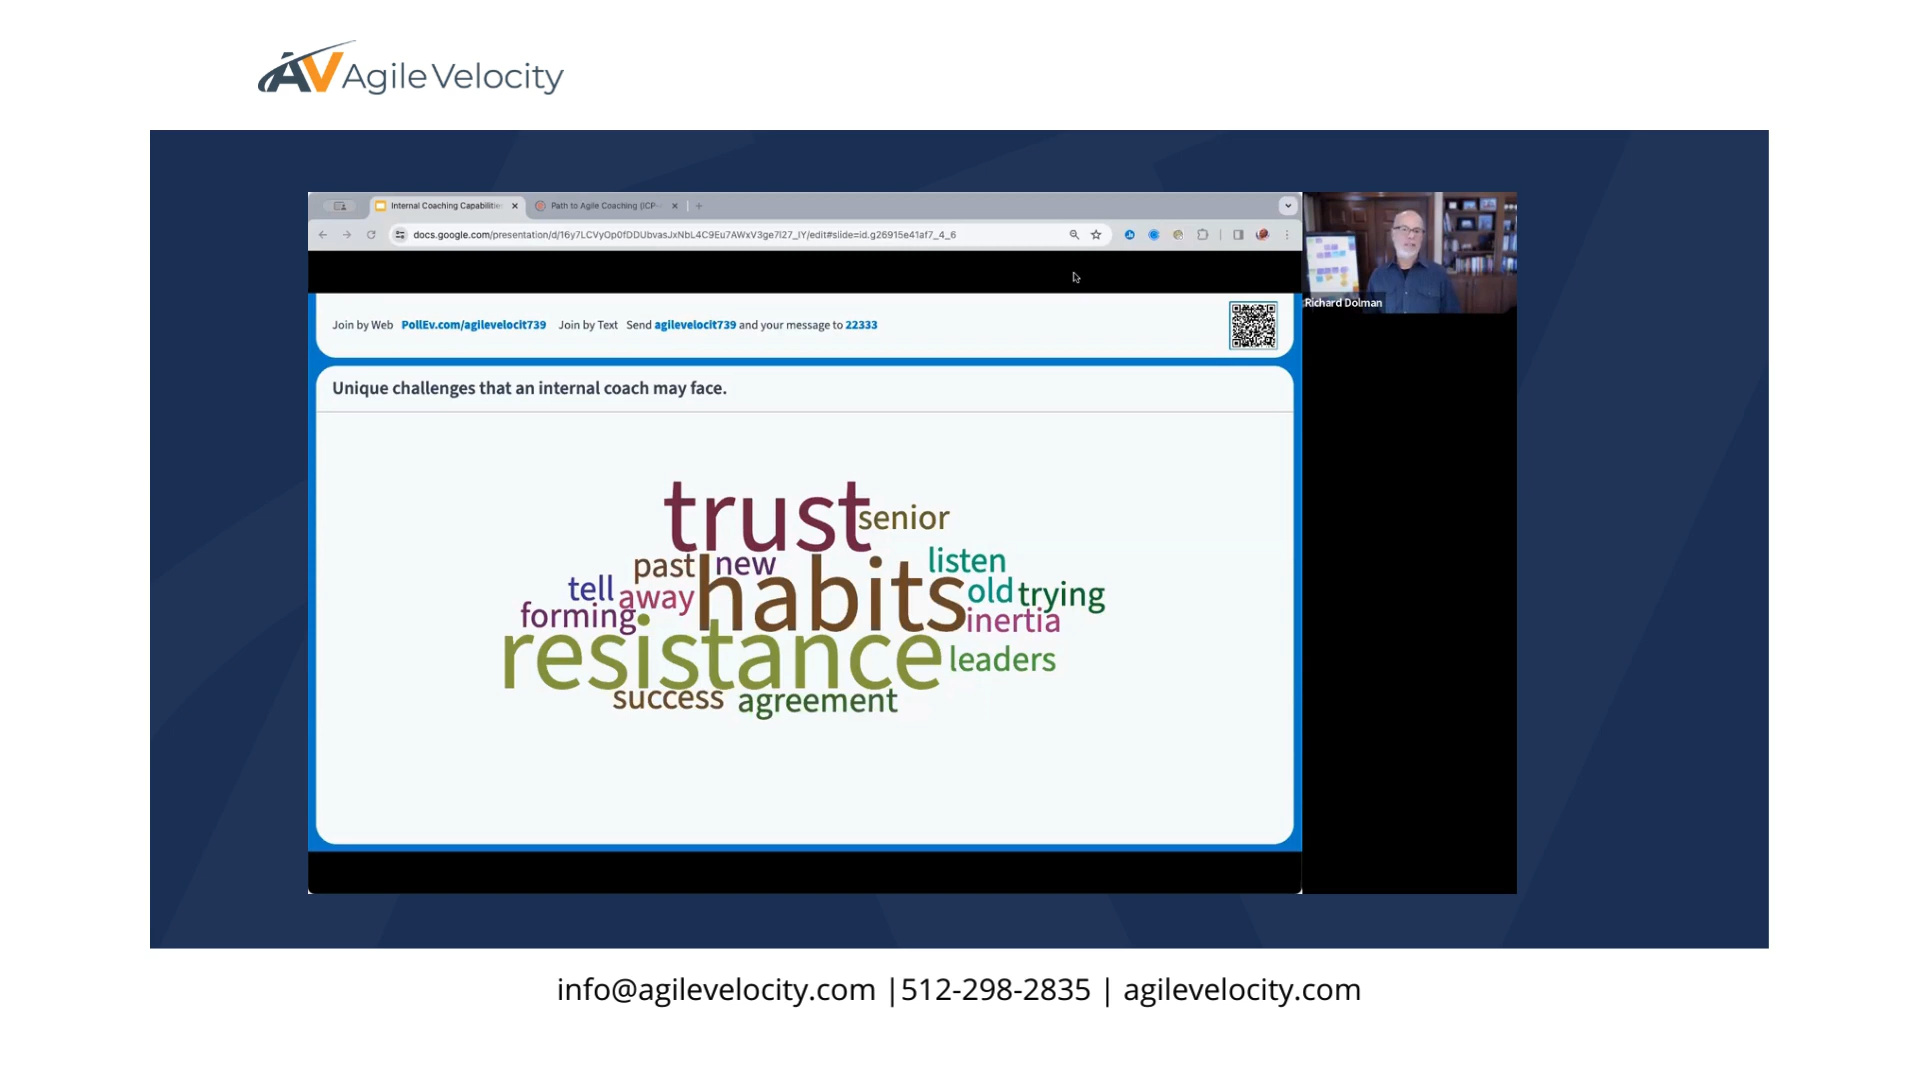 AV Agile Velocity
Internal Coaching Capabilitie
Path to Agile Coaching (ICP-
docs.google.com/presentation/d/16y7LCVyOp0fDDUbvasJxNbL4C9Eu7AWxV3ge7l27_IY/edit#slide=id.g26915e41af7_4_6
Richard Dolman
Join by Web PollEv.com/agilevelocit739 Join by Text Send agilevelocit739 and your message to 22333
Unique challenges that an internal coach may face.
trust
senior
past new listen
tell away habits old trying
forming inertia
resistance leaders
success agreement
info@agilevelocity.com |512-298-2835 | agilevelocity.com